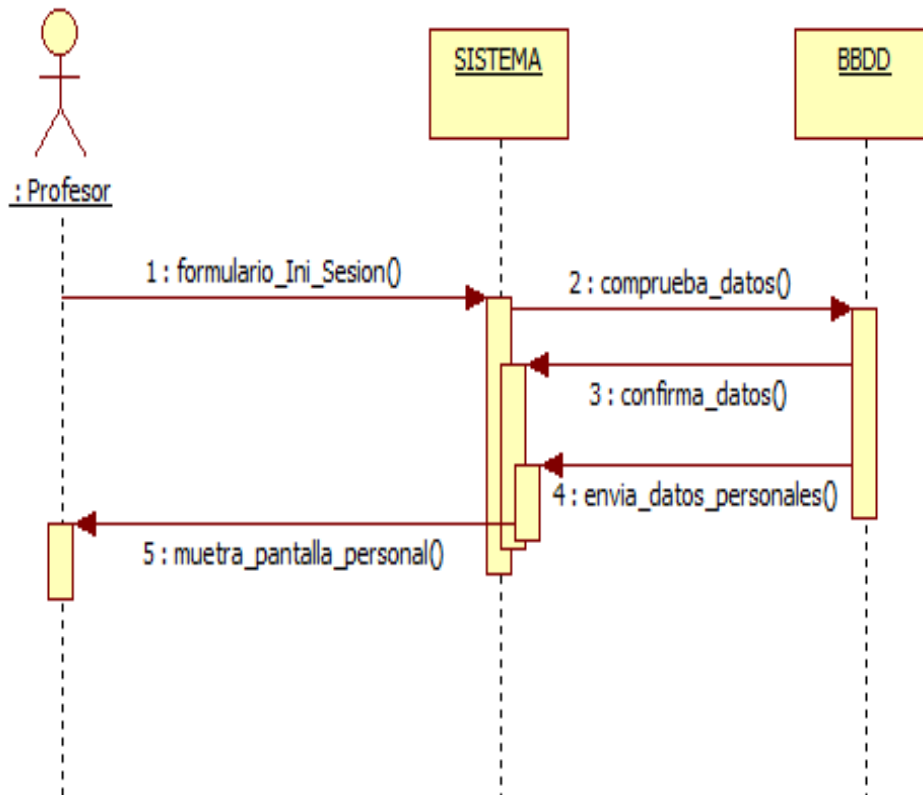 SISTEMA
BBDD
: Profesor
1 : formulario_Ini_Sesion()
2 : comprueba_datos()
3 : confirma_datos()
4 : envia_datos_personales()
5 : muetra_pantalla_personal()